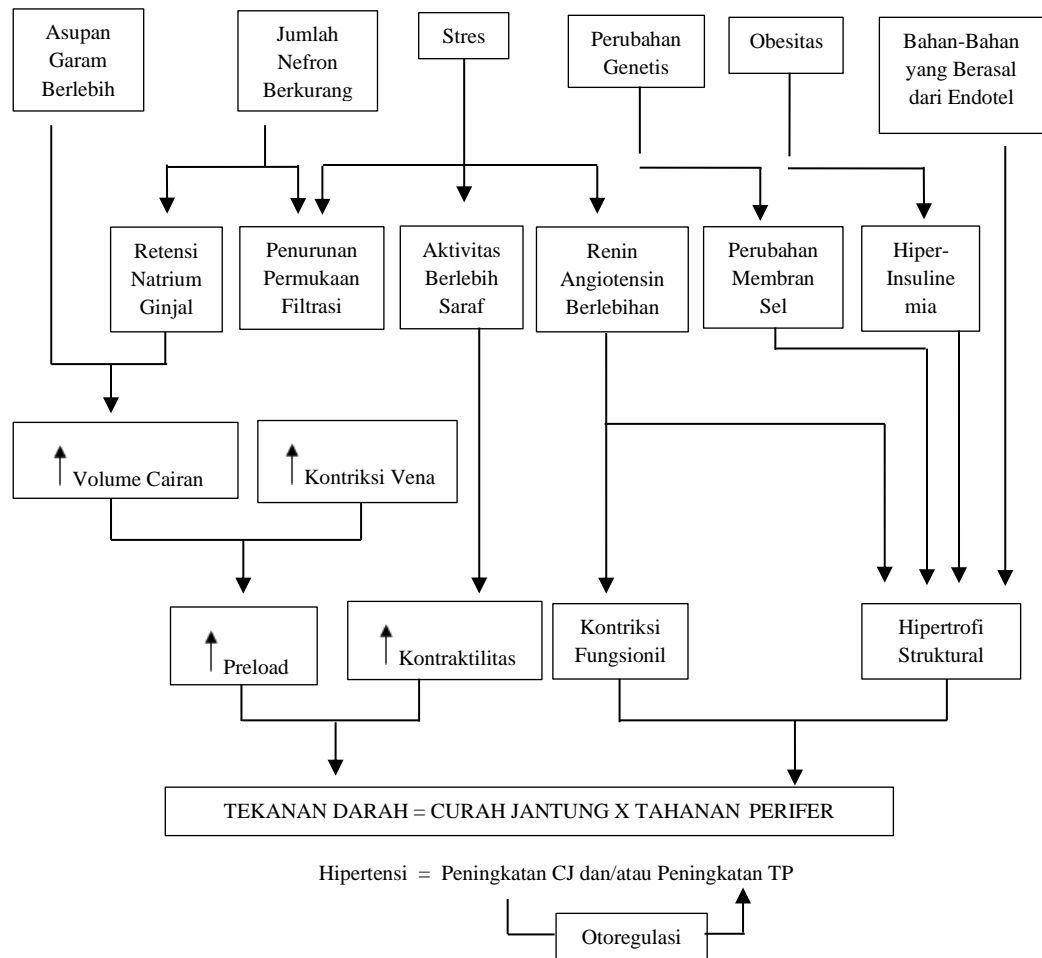 Asupan
Garam
Berlebih
Jumlah
Nefron
Berkurang
Stres
Perubahan
Genetis
Obesitas
Bahan-Bahan
yang Berasal
dari Endotel
Retensi
Natrium
Ginjal
Penurunan
Permukaan
Filtrasi
Aktivitas
Berlebih
Saraf
Renin
Angiotensin
Berlebihan
Perubahan
Membran
Sel
Hiper-
Insuline
mia
Volume Cairan
Kontriksi Vena
Preload
Kontraktilitas
Kontriksi
Fungsionil
Hipertrofi
Struktural
TEKANAN DARAH = CURAH JANTUNG X TAHANAN PERIFER
Hipertensi = Peningkatan CJ dan/atau Peningkatan TP
Otoregulasi